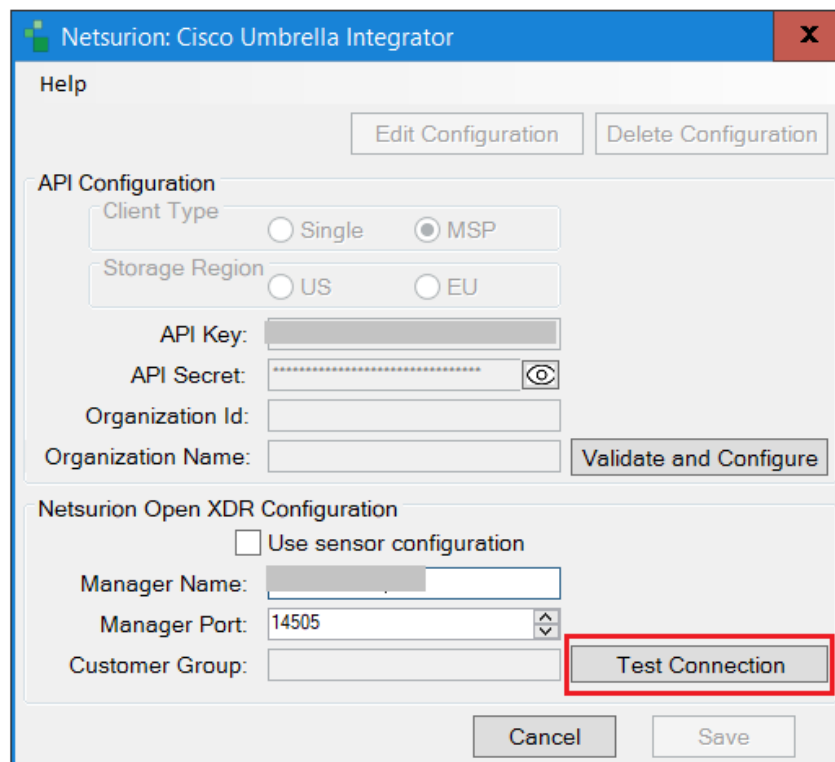 Netsurion: Cisco Umbrella Integrator X
Help
Edit Configuration Delete Configuration
API Configuration
Client Type
Single MSP
Storage Region
US EU
API Key:
API Secret: ********************************
Organization Id:
Organization Name: Validate and Configure
Netsurion Open XDR Configuration
Use sensor configuration
Manager Name:
Manager Port: 14505
Customer Group: Test Connection
Cancel Save